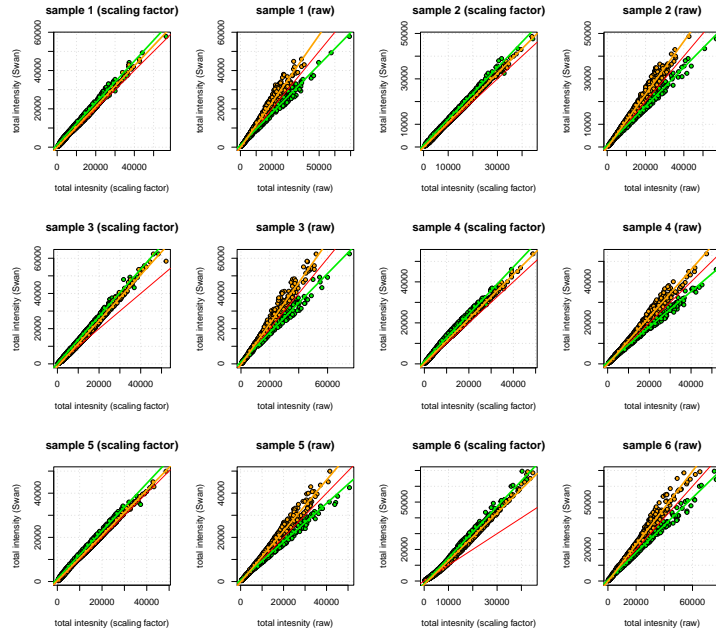 sample 1 (scaling factor)
total intensity (Swan)
0 20000 40000 60000
0 20000 40000
total intesnity (scaling factor)
sample 1 (raw)
total intensity (Swan)
0 20000 40000 60000
0 20000 50000
total intesnity (raw)
sample 2 (scaling factor)
total intensity (Swan)
10000 30000 50000
10000 30000
total intesnity (scaling factor)
sample 2 (raw)
total intensity (Swan)
10000 30000 50000
0 20000 40000
total intesnity (raw)
sample 3 (scaling factor)
total intensity (Swan)
0 20000 40000 60000
0 20000 40000
total intesnity (scaling factor)
sample 3 (raw)
total intensity (Swan)
0 20000 40000 60000
0 20000 60000
total intesnity (raw)
sample 4 (scaling factor)
total intensity (Swan)
0 20000 40000
0 20000 40000
total intesnity (scaling factor)
sample 4 (raw)
total intensity (Swan)
0 20000 40000
0 20000 40000
total intesnity (raw)
sample 5 (scaling factor)
total intensity (Swan)
0 20000 40000
0 20000 40000
total intesnity (scaling factor)
sample 5 (raw)
total intensity (Swan)
0 20000 40000
0 20000 40000
total intesnity (raw)
sample 6 (scaling factor)
total intensity (Swan)
0 20000 50000
0 10000 30000
total intesnity (scaling factor)
sample 6 (raw)
total intensity (Swan)
0 20000 50000
0 20000 60000
total intesnity (raw)